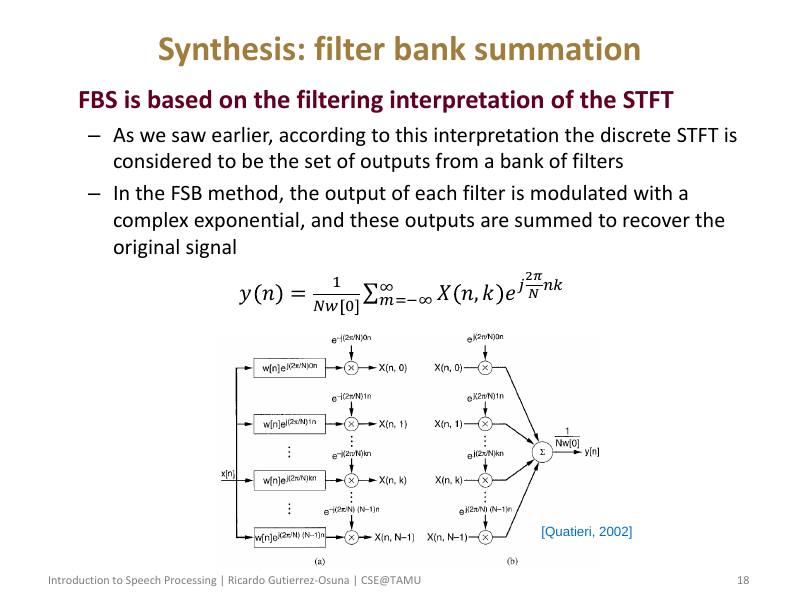 Synthesis: filter bank summation
FBS is based on the filtering interpretation of the STFT
– As we saw earlier, according to this interpretation the discrete STFT is
considered to be the set of outputs from a bank of filters
– In the FSB method, the output of each filter is modulated with a
complex exponential, and these outputs are summed to recover the
original signal
y(n) = 1/(Nw[0]) ∑_{m=−∞}^{∞} X(n, k)e^{j(2π/N)nk}
e^{-j(2π/N)0n} e^{j(2π/N)0n}
w[n]e^{j(2π/N)0n} × X(n, 0) X(n, 0) ×
e^{-j(2π/N)1n} e^{j(2π/N)1n}
w[n]e^{j(2π/N)1n} × X(n, 1) X(n, 1) ×
1/Nw[0]
Σ y[n]
e^{-j(2π/N)kn} e^{j(2π/N)kn}
x[n]
w[n]e^{j(2π/N)kn} × X(n, k) X(n, k) ×
e^{-j(2π/N) (N-1)n} e^{j(2π/N) (N-1)n}
w[n]e^{j(2π/N) (N-1)n} × X(n, N–1) X(n, N–1) ×
[Quatieri, 2002]
(a) (b)
Introduction to Speech Processing | Ricardo Gutierrez-Osuna | CSE@TAMU 18